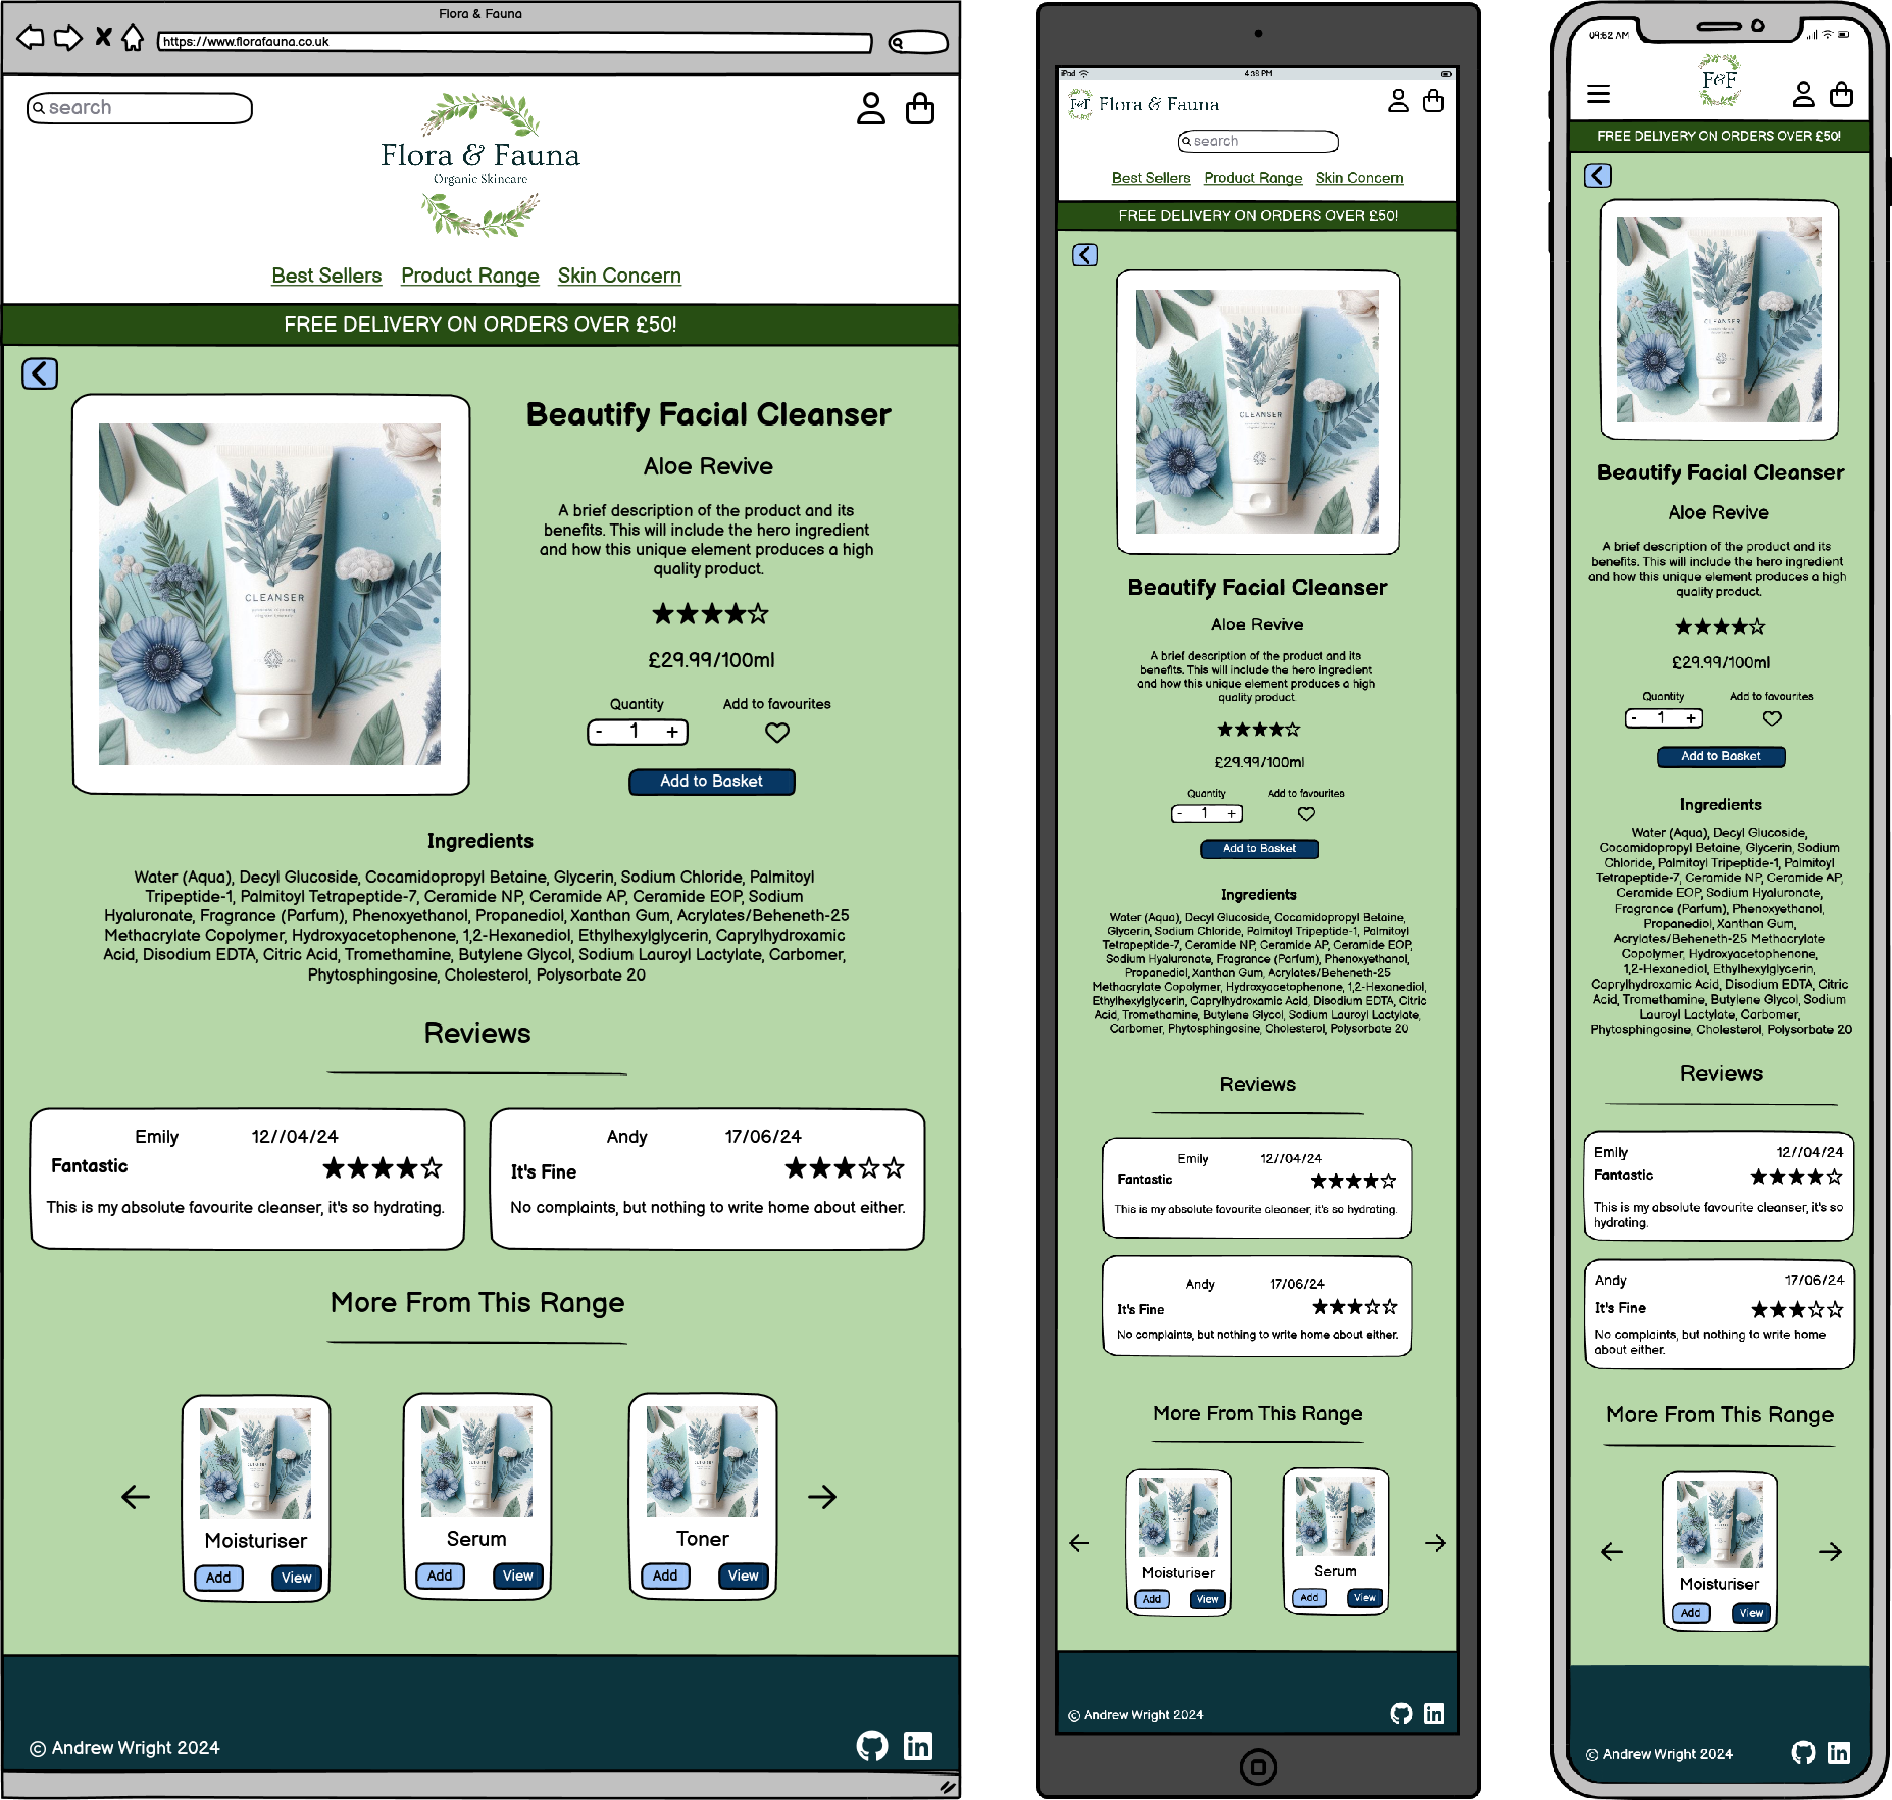 Flora & Fauna
https://www.florafauna.co.uk
search
Flora & Fauna
Organic Skincare
Best Sellers Product Range Skin Concern
FREE DELIVERY ON ORDERS OVER £50!
CLEANSER
Beautify Facial Cleanser
Aloe Revive
A brief description of the product and its
benefits. This will include the hero ingredient
and how this unique element produces a high
quality product.
£29.99/100ml
Quantity Add to favourites
- 1 +
Add to Basket
Ingredients
Water (Aqua), Decyl Glucoside, Cocamidopropyl Betaine, Glycerin, Sodium Chloride, Palmitoyl
Tripeptide-1, Palmitoyl Tetrapeptide-7, Ceramide NP, Ceramide AP, Ceramide EOP, Sodium
Hyaluronate, Fragrance (Parfum), Phenoxyethanol, Propanediol, Xanthan Gum, Acrylates/Beheneth-25
Methacrylate Copolymer, Hydroxyacetophenone, 1,2-Hexanediol, Ethylhexylglycerin, Caprylhydroxamic
Acid, Disodium EDTA, Citric Acid, Tromethamine, Butylene Glycol, Sodium Lauroyl Lactylate, Carbomer,
Phytosphingosine, Cholesterol, Polysorbate 20
Reviews
Emily 12//04/24
Fantastic
This is my absolute favourite cleanser, it's so hydrating.
Andy 17/06/24
It's Fine
No complaints, but nothing to write home about either.
More From This Range
Moisturiser
Add View
Serum
Add View
Toner
Add View
© Andrew Wright 2024
iPad 4:38 PM
F&F Flora & Fauna
search
Best Sellers Product Range Skin Concern
FREE DELIVERY ON ORDERS OVER £50!
CLEANSER
Beautify Facial Cleanser
Aloe Revive
A brief description of the product and its
benefits. This will include the hero ingredient
and how this unique element produces a high
quality product.
£29.99/100ml
Quantity Add to favourites
- 1 +
Add to Basket
Ingredients
Water (Aqua), Decyl Glucoside, Cocamidopropyl Betaine,
Glycerin, Sodium Chloride, Palmitoyl Tripeptide-1, Palmitoyl
Tetrapeptide-7, Ceramide NP, Ceramide AP, Ceramide EOP,
Sodium Hyaluronate, Fragrance (Parfum), Phenoxyethanol,
Propanediol, Xanthan Gum, Acrylates/Beheneth-25
Methacrylate Copolymer, Hydroxyacetophenone, 1,2-Hexanediol,
Ethylhexylglycerin, Caprylhydroxamic Acid, Disodium EDTA, Citric
Acid, Tromethamine, Butylene Glycol, Sodium Lauroyl Lactylate,
Carbomer, Phytosphingosine, Cholesterol, Polysorbate 20
Reviews
Emily 12//04/24
Fantastic
This is my absolute favourite cleanser, it's so hydrating.
Andy 17/06/24
It's Fine
No complaints, but nothing to write home about either.
More From This Range
Moisturiser
Add View
Serum
Add View
© Andrew Wright 2024
09:52 AM
F&F
FREE DELIVERY ON ORDERS OVER £50!
CLEANSER
Beautify Facial Cleanser
Aloe Revive
A brief description of the product and its
benefits. This will include the hero ingredient
and how this unique element produces a high
quality product.
£29.99/100ml
Quantity Add to favourites
- 1 +
Add to Basket
Ingredients
Water (Aqua), Decyl Glucoside,
Cocamidopropyl Betaine, Glycerin, Sodium
Chloride, Palmitoyl Tripeptide-1, Palmitoyl
Tetrapeptide-7, Ceramide NP, Ceramide AP,
Ceramide EOP, Sodium Hyaluronate,
Fragrance (Parfum), Phenoxyethanol,
Propanediol, Xanthan Gum,
Acrylates/Beheneth-25 Methacrylate
Copolymer, Hydroxyacetophenone,
1,2-Hexanediol, Ethylhexylglycerin,
Caprylhydroxamic Acid, Disodium EDTA, Citric
Acid, Tromethamine, Butylene Glycol, Sodium
Lauroyl Lactylate, Carbomer,
Phytosphingosine, Cholesterol, Polysorbate 20
Reviews
Emily 12//04/24
Fantastic
This is my absolute favourite cleanser, it's so
hydrating.
Andy 17/06/24
It's Fine
No complaints, but nothing to write home
about either.
More From This Range
Moisturiser
Add View
© Andrew Wright 2024